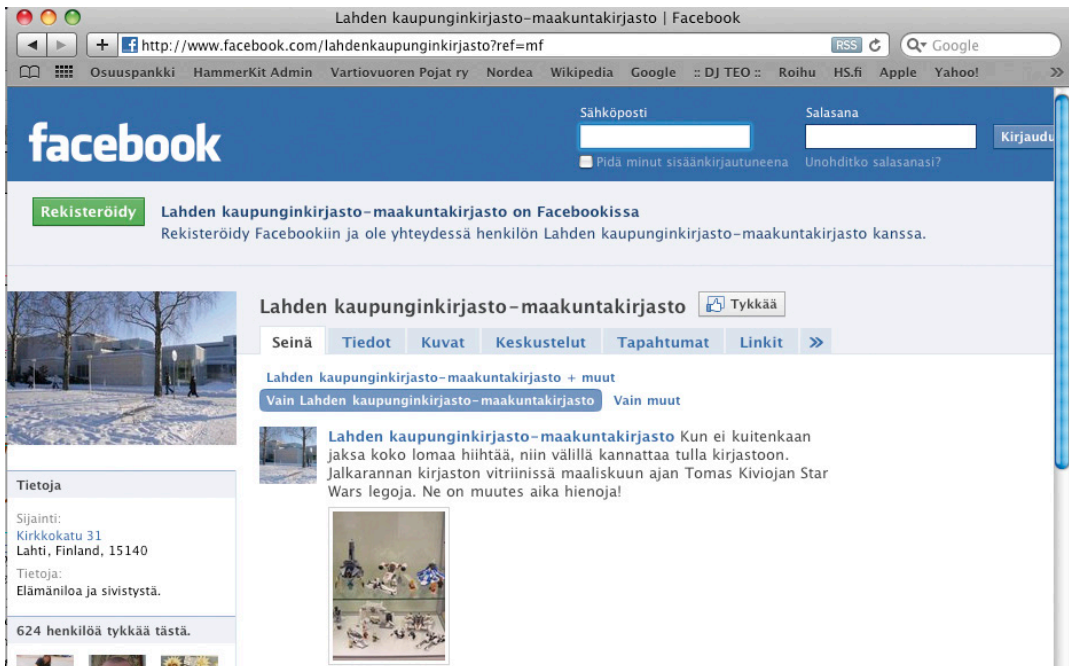 Lahden kaupunginkirjasto-maakuntakirjasto | Facebook
http://www.facebook.com/lahdenkaupunginkirjasto?ref=mf RSS Google
Osuuspankki HammerKit Admin Vartiovuoren Pojat ry Nordea Wikipedia Google :: DJ TEO :: Roihu HS.fi Apple Yahoo!
facebook
Sähköposti Salasana
Kirjaudu
Pidä minut sisäänkirjautuneena Unohditko salasanasi?
Rekisteröidy Lahden kaupunginkirjasto-maakuntakirjasto on Facebookissa
Rekisteröidy Facebookiin ja ole yhteydessä henkilön Lahden kaupunginkirjasto-maakuntakirjasto kanssa.
Lahden kaupunginkirjasto-maakuntakirjasto Tykkää
Seinä Tiedot Kuvat Keskustelut Tapahtumat Linkit »
Lahden kaupunginkirjasto-maakuntakirjasto + muut
Vain Lahden kaupunginkirjasto-maakuntakirjasto Vain muut
Lahden kaupunginkirjasto-maakuntakirjasto Kun ei kuitenkaan
jaksa koko lomaa hiihtää, niin välillä kannattaa tulla kirjastoon.
Jalkarannan kirjaston vitriinissä maaliskuun ajan Tomas Kiviojan Star
Wars legoja. Ne on muutes aika hienoja!
Tietoja
Sijainti:
Kirkkokatu 31
Lahti, Finland, 15140
Tietoja:
Elämäniloa ja sivistystä.
624 henkilöä tykkää tästä.